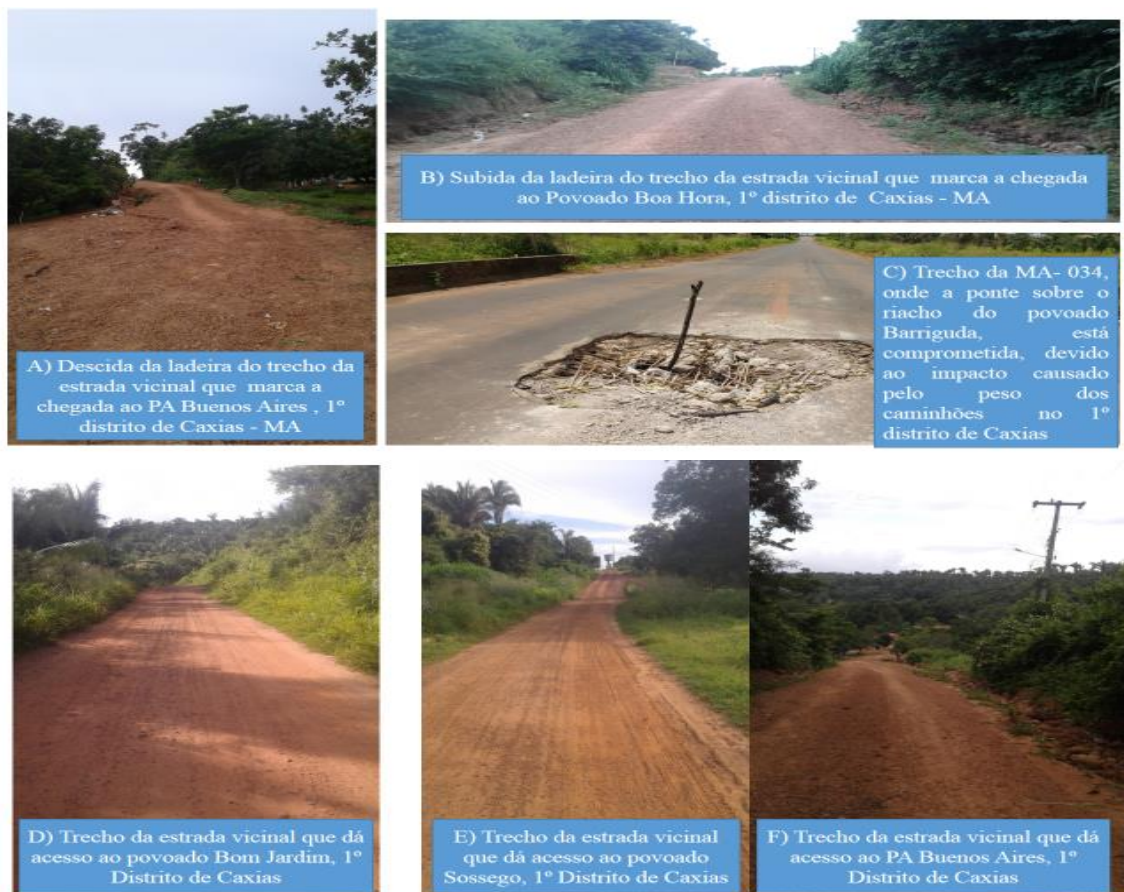 A) Descida da ladeira do trecho da
estrada vicinal que marca a
chegada ao PA Buenos Aires , 1º
distrito de Caxias - MA
B) Subida da ladeira do trecho da estrada vicinal que marca a chegada
ao Povoado Boa Hora, 1º distrito de Caxias - MA
C) Trecho da MA- 034,
onde a ponte sobre o
riacho do povoado
Barriguda, está
comprometida, devido
ao impacto causado
pelo peso dos
caminhões no 1º
distrito de Caxias
D) Trecho da estrada vicinal que dá
acesso ao povoado Bom Jardim, 1º
Distrito de Caxias
E) Trecho da estrada vicinal
que dá acesso ao povoado
Sossego, 1º Distrito de Caxias
F) Trecho da estrada vicinal que dá
acesso ao PA Buenos Aires, 1º
Distrito de Caxias